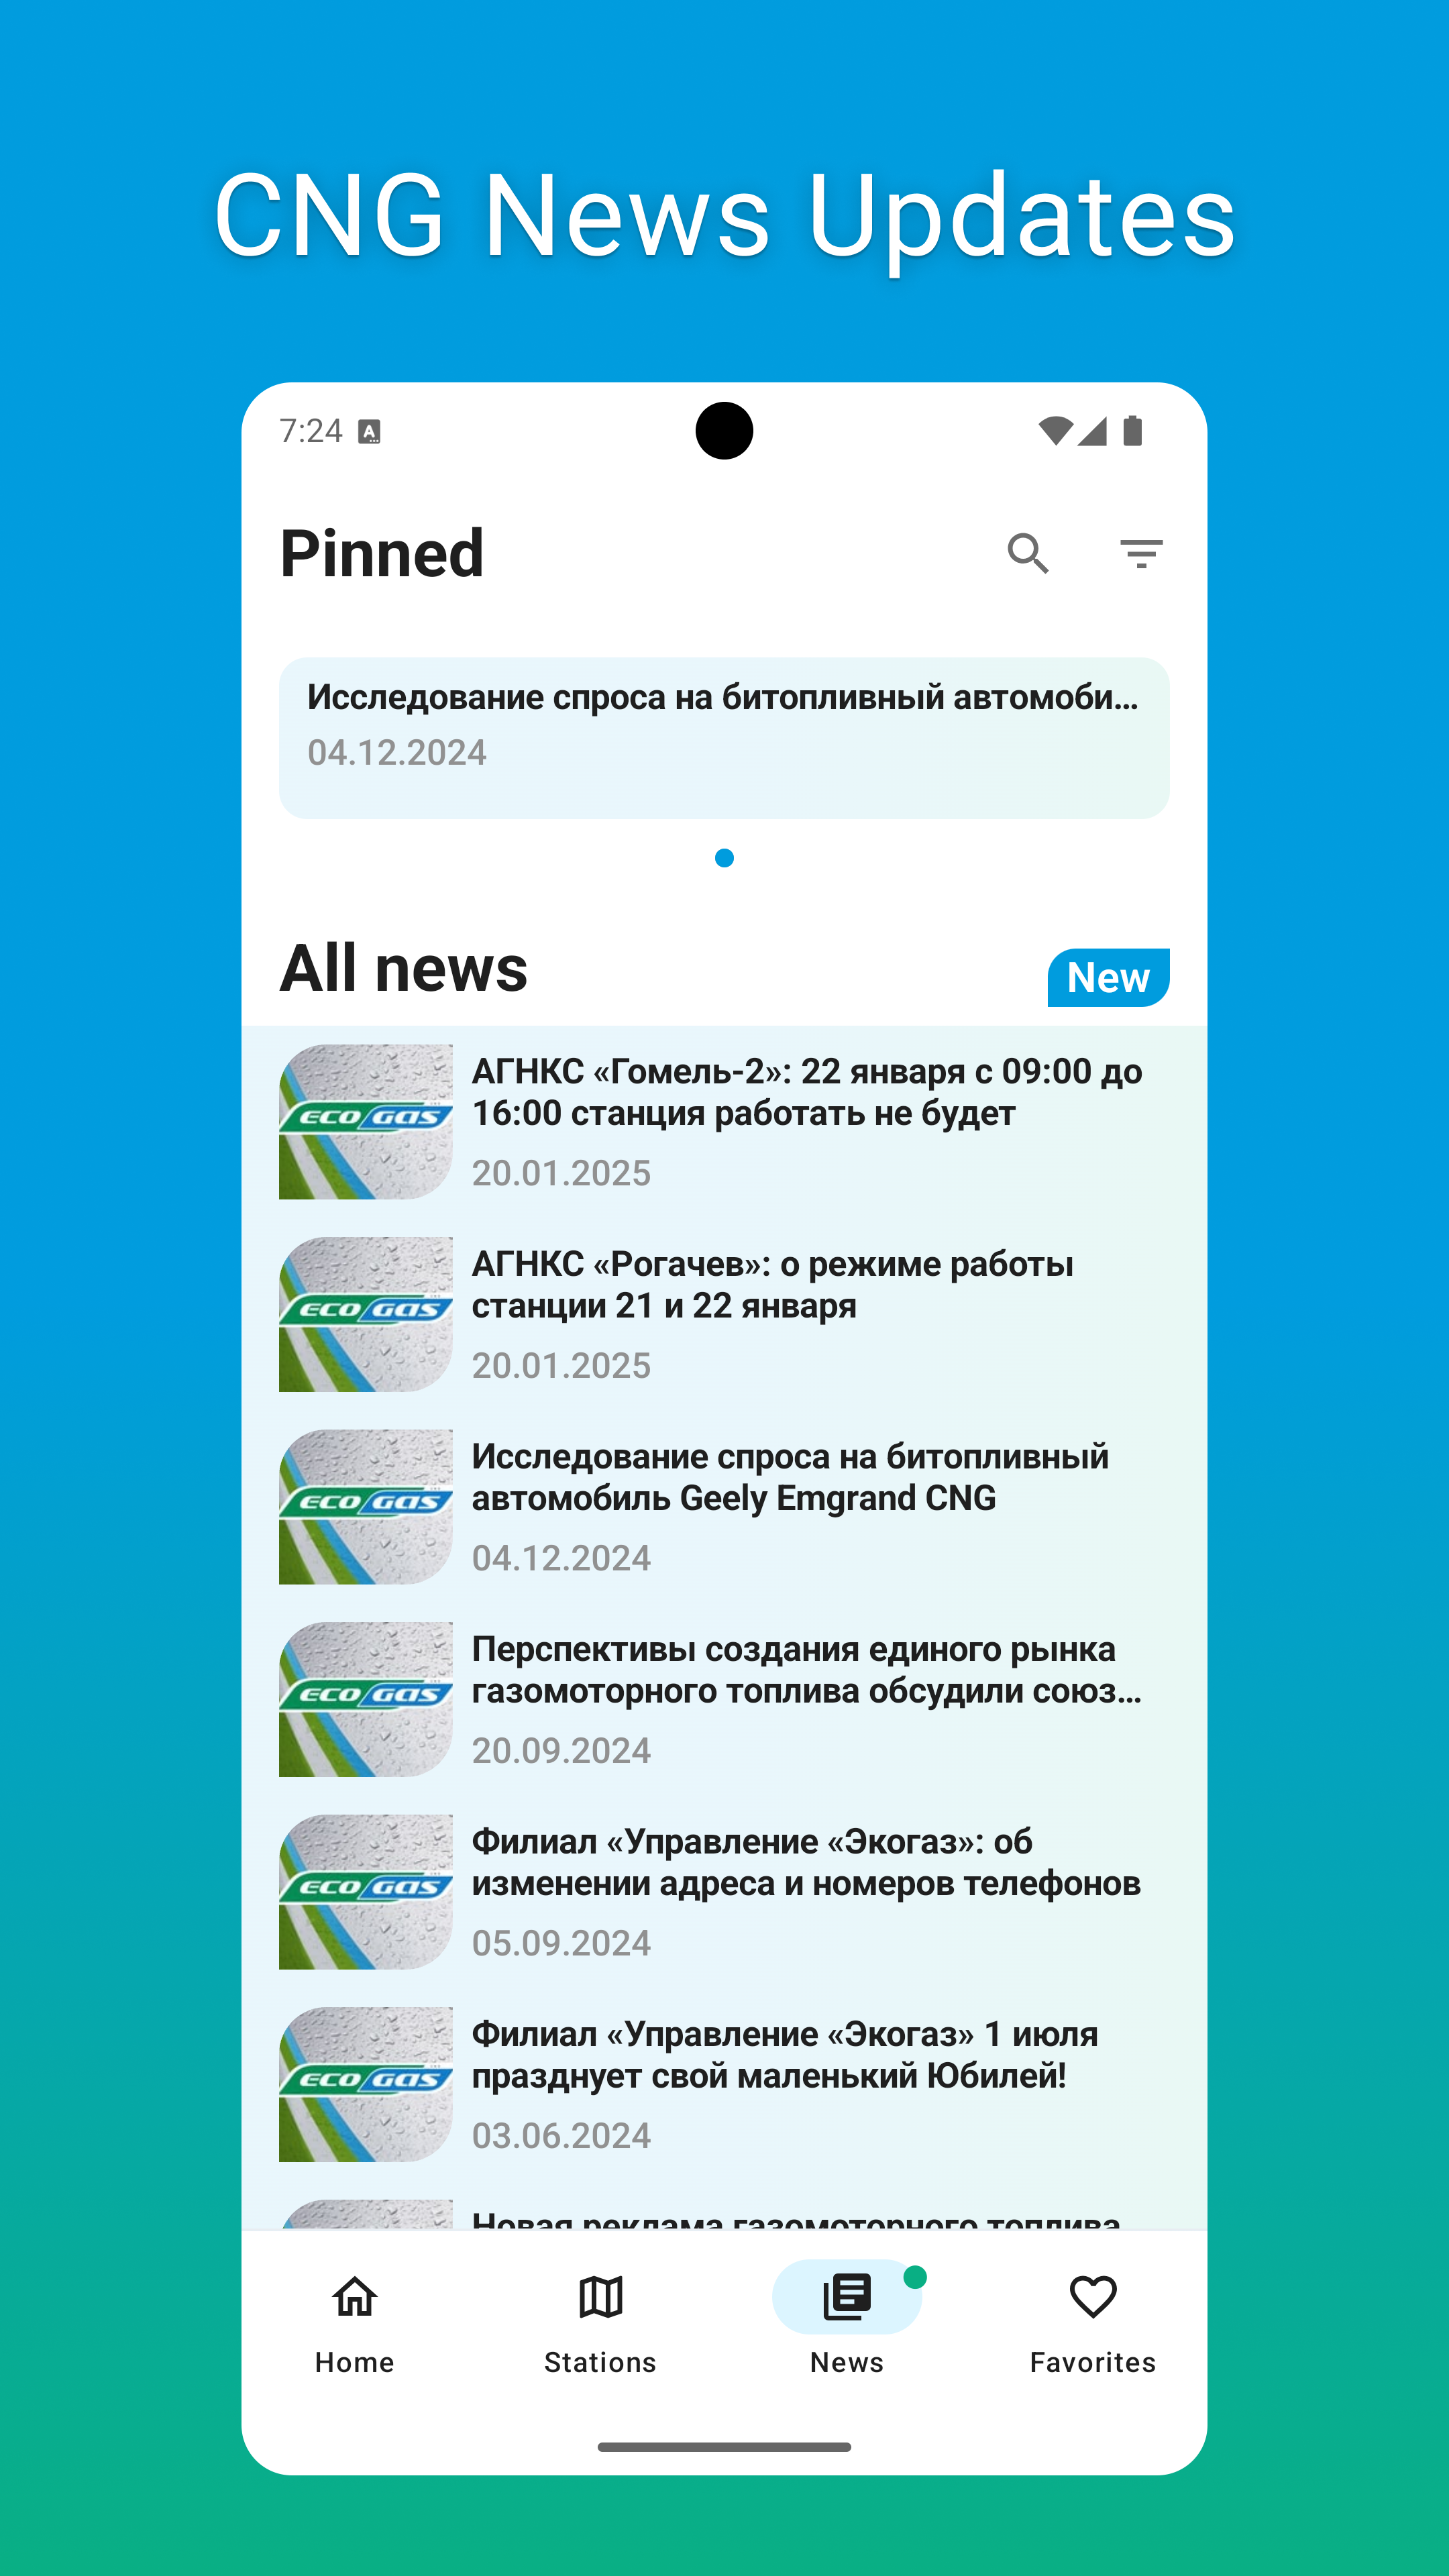 CNG News Updates
7:24
Pinned
Исследование спроса на битопливный автомоби...
04.12.2024
All news
New
ECO GAS
АГНКС «Гомель-2»: 22 января с 09:00 до
16:00 станция работать не будет
20.01.2025
ECO GAS
АГНКС «Рогачев»: о режиме работы
станции 21 и 22 января
20.01.2025
ECO GAS
Исследование спроса на битопливный
автомобиль Geely Emgrand CNG
04.12.2024
ECO GAS
Перспективы создания единого рынка
газомоторного топлива обсудили союз...
20.09.2024
ECO GAS
Филиал «Управление «Экогаз»: об
изменении адреса и номеров телефонов
05.09.2024
ECO GAS
Филиал «Управление «Экогаз» 1 июля
празднует свой маленький Юбилей!
03.06.2024
Новая реклама газомоторного топлива
Home
Stations
News
Favorites